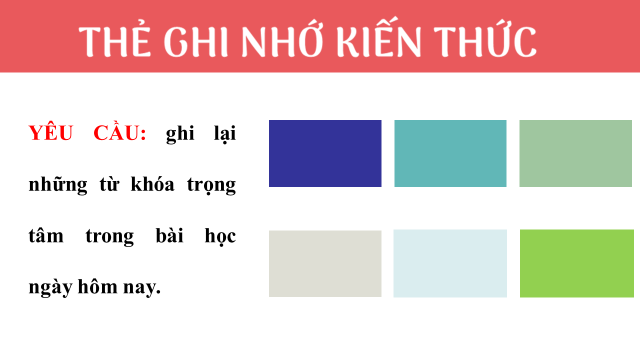 THẺ GHI NHỚ KIẾN THỨC
YÊU CẦU: ghi lại
những từ khóa trọng
tâm trong bài học
ngày hôm nay.